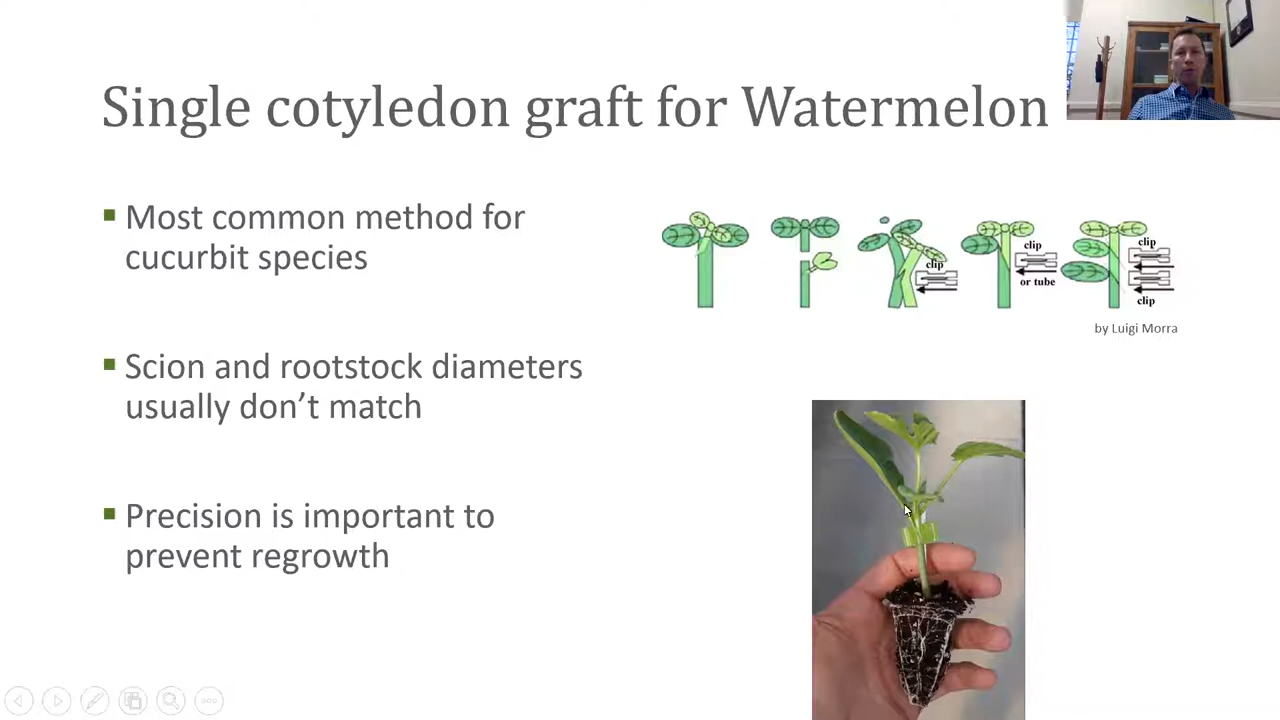 Single cotyledon graft for Watermelon
▪ Most common method for
cucurbit species
▪ Scion and rootstock diameters
usually don’t match
▪ Precision is important to
prevent regrowth
clip
clip
or tube
clip
clip
by Luigi Morra